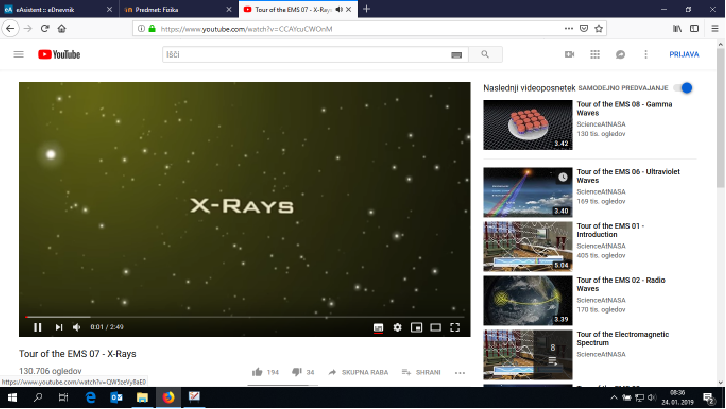 eAsistent :: eDnevnik
Predmet: Fizika
Tour of the EMS 07 - X-Rays
https://www.youtube.com/watch?v=CCAYcuCWOnM
YouTube
Išči
PRIJAVA
X-Rays
0:01 / 2:49
Tour of the EMS 07 - X-Rays
130.706 ogledov
194
34
SKUPNA RABA
SHRANI
Naslednji videoposnetek
SAMODEJNO PREDVAJANJE
Tour of the EMS 08 - Gamma
Waves
ScienceAtNASA
130 tis. ogledov
3:42
Tour of the EMS 06 - Ultraviolet
Waves
ScienceAtNASA
169 tis. ogledov
3:40
Tour of the EMS 01 -
Introduction
ScienceAtNASA
405 tis. ogledov
5:04
Tour of the EMS 02 - Radio
Waves
ScienceAtNASA
170 tis. ogledov
3:39
Tour of the Electromagnetic
Spectrum
ScienceAtNASA
8
08:36
24. 01. 2019